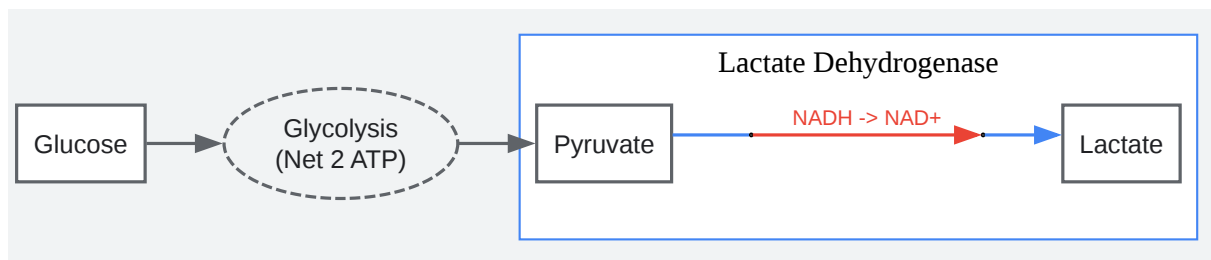 Lactate Dehydrogenase
Glucose
Glycolysis
(Net 2 ATP)
Pyruvate
NADH -> NAD+
Lactate